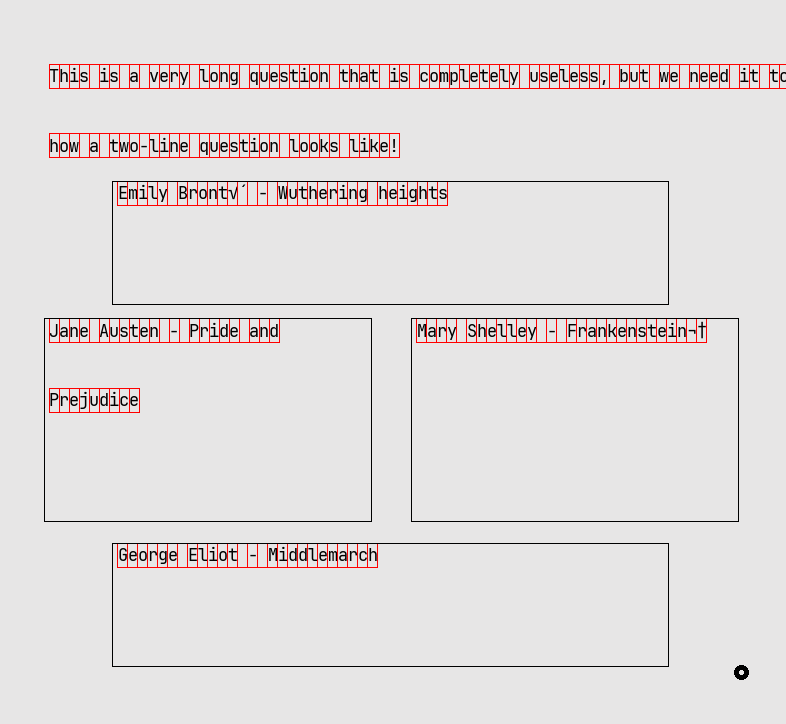 This is a very long question that is completely useless, but we need it to
how a two-line question looks like!
Emily Bront√´ - Wuthering heights
Jane Austen - Pride and
Prejudice
Mary Shelley - Frankenstein¬†
George Eliot - Middlemarch